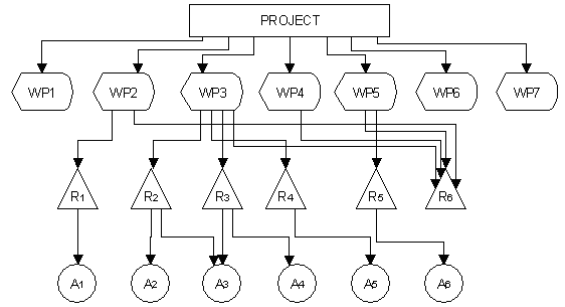 PROJECT
WP1 WP2 WP3 WP4 WP5 WP6 WP7
R1 R2 R3 R4 R5 R6
A1 A2 A3 A4 A5 A6